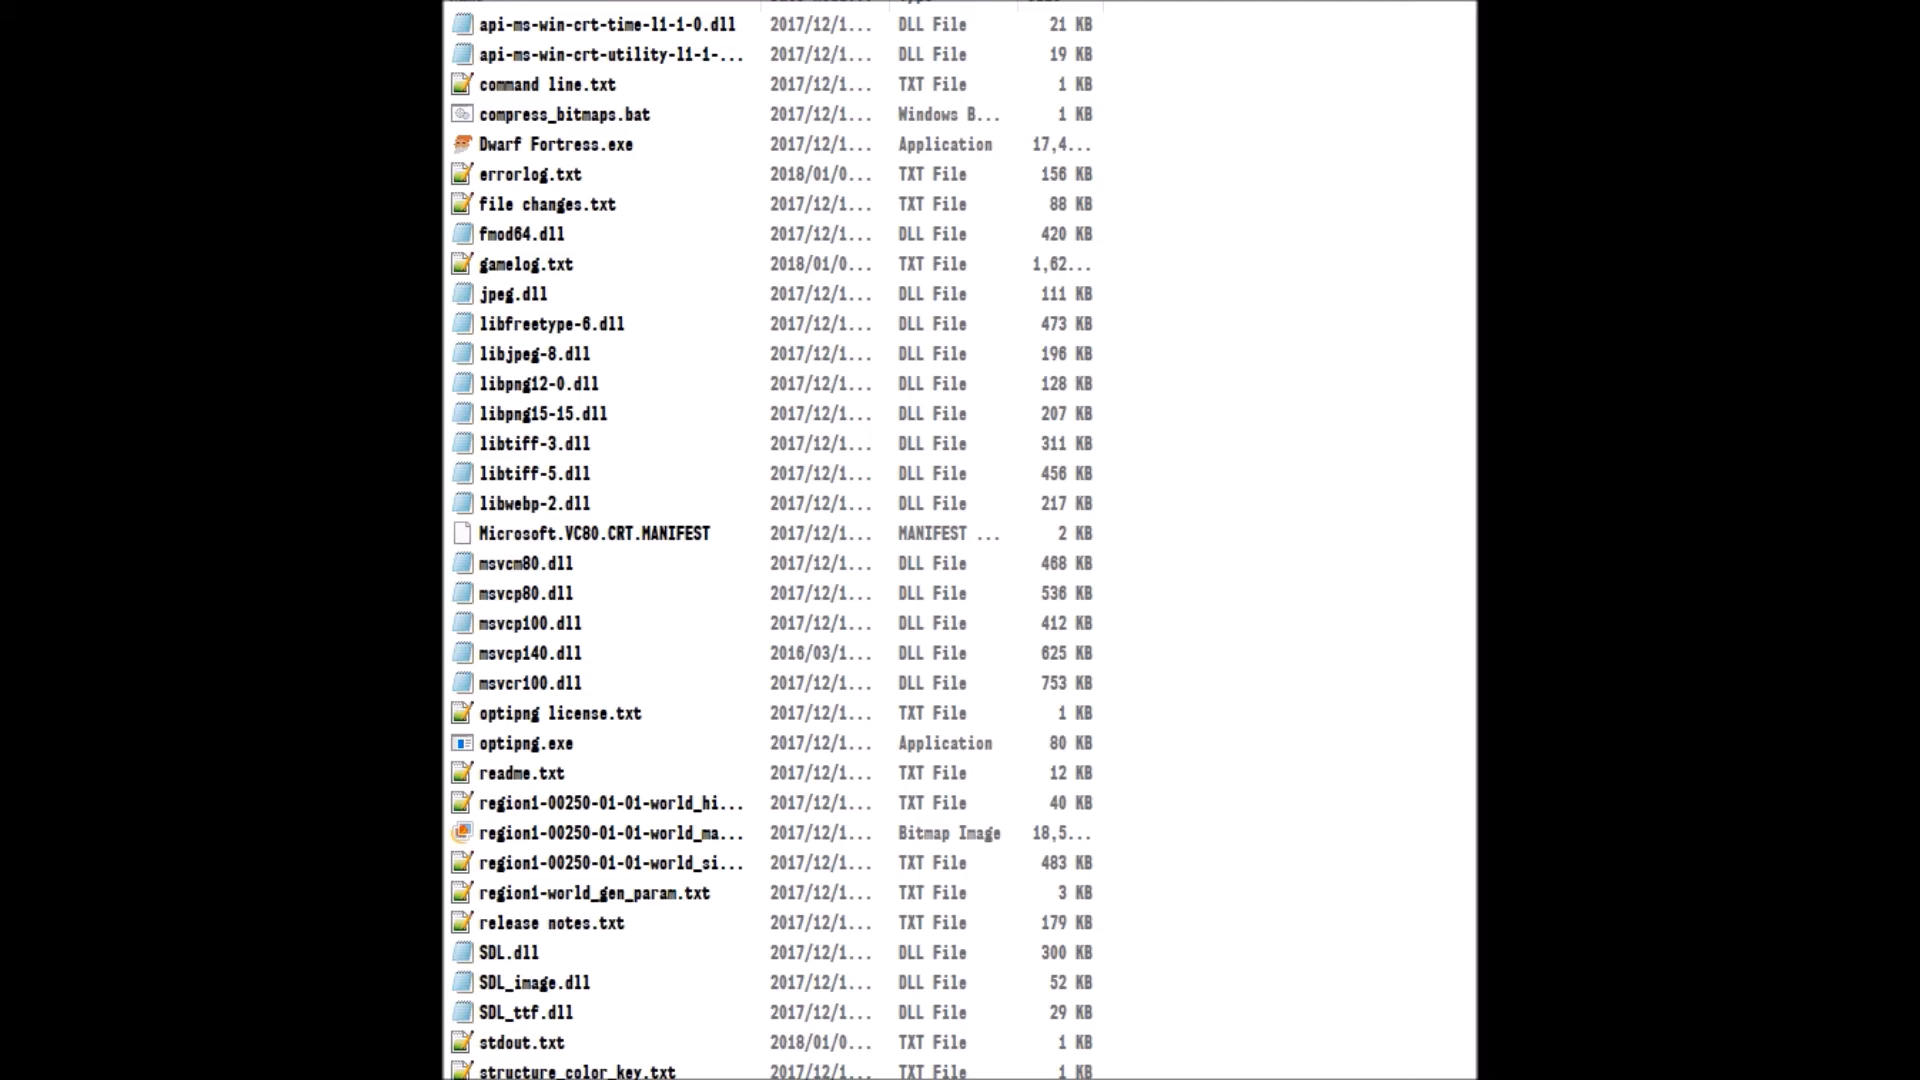 api-ms-win-crt-time-l1-1-0.dll 2017/12/1... DLL File 21 KB
api-ms-win-crt-utility-l1-1-... 2017/12/1... DLL File 19 KB
command line.txt 2017/12/1... TXT File 1 KB
compress_bitmaps.bat 2017/12/1... Windows B... 1 KB
Dwarf Fortress.exe 2017/12/1... Application 17,4...
errorlog.txt 2018/01/0... TXT File 156 KB
file changes.txt 2017/12/1... TXT File 88 KB
fmod64.dll 2017/12/1... DLL File 420 KB
gamelog.txt 2018/01/0... TXT File 1,62...
jpeg.dll 2017/12/1... DLL File 111 KB
libfreetype-6.dll 2017/12/1... DLL File 473 KB
libjpeg-8.dll 2017/12/1... DLL File 196 KB
libpng12-0.dll 2017/12/1... DLL File 128 KB
libpng15-15.dll 2017/12/1... DLL File 207 KB
libtiff-3.dll 2017/12/1... DLL File 311 KB
libtiff-5.dll 2017/12/1... DLL File 456 KB
libwebp-2.dll 2017/12/1... DLL File 217 KB
Microsoft.VC80.CRT.MANIFEST 2017/12/1... MANIFEST ... 2 KB
msvcm80.dll 2017/12/1... DLL File 468 KB
msvcp80.dll 2017/12/1... DLL File 536 KB
msvcp100.dll 2017/12/1... DLL File 412 KB
msvcp140.dll 2016/03/1... DLL File 625 KB
msvcr100.dll 2017/12/1... DLL File 753 KB
optipng license.txt 2017/12/1... TXT File 1 KB
optipng.exe 2017/12/1... Application 80 KB
readme.txt 2017/12/1... TXT File 12 KB
region1-00250-01-01-world_hi... 2017/12/1... TXT File 40 KB
region1-00250-01-01-world_ma... 2017/12/1... Bitmap Image 18,5...
region1-00250-01-01-world_si... 2017/12/1... TXT File 483 KB
region1-world_gen_param.txt 2017/12/1... TXT File 3 KB
release notes.txt 2017/12/1... TXT File 179 KB
SDL.dll 2017/12/1... DLL File 300 KB
SDL_image.dll 2017/12/1... DLL File 52 KB
SDL_ttf.dll 2017/12/1... DLL File 29 KB
stdout.txt 2018/01/0... TXT File 1 KB
structure_color_key.txt 2017/12/1... TXT File 1 KB